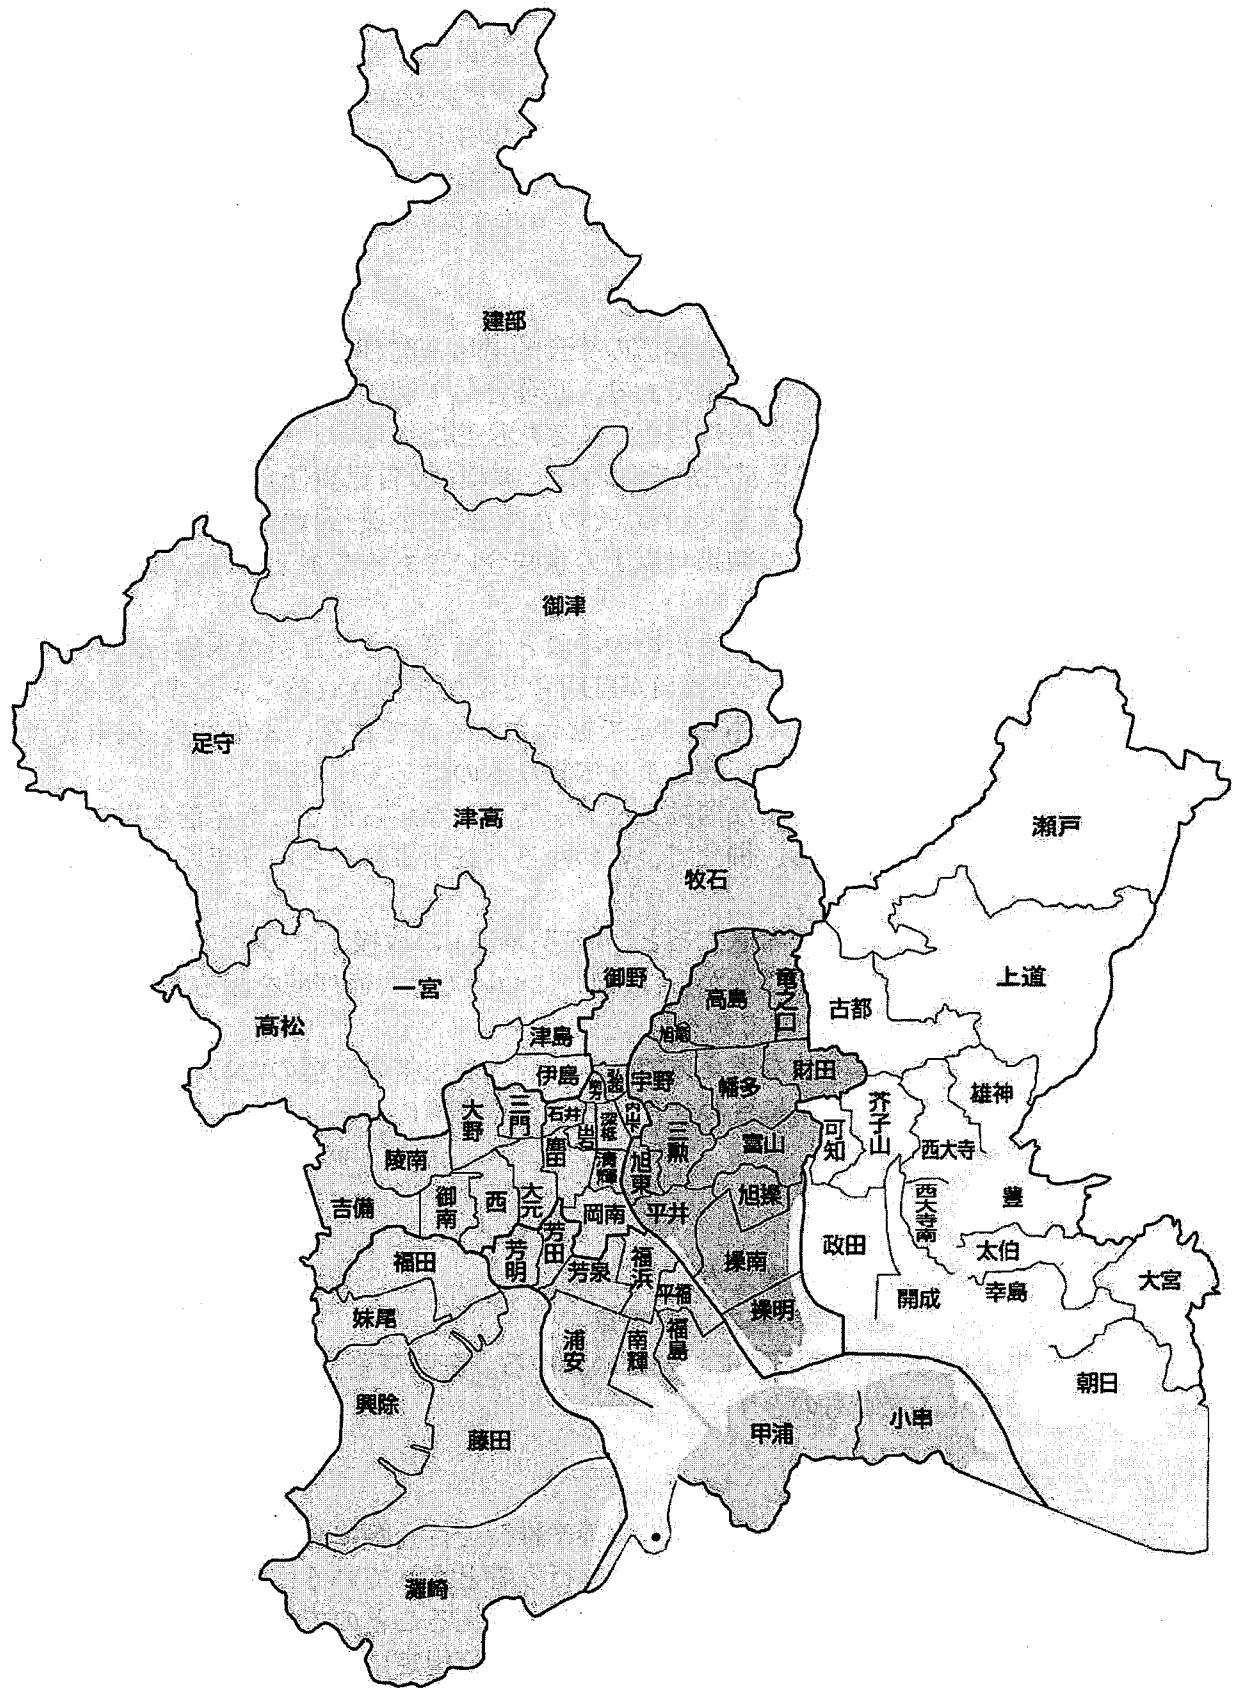 建部
御津
足守
津高
瀬戸
牧石
御野
高島
竜之口
上道
一宮
古都
高松
津島
旭竜
伊島
宇野
幡多
財田
雄神
大野
三門
石井
出石
深柢
内山下
三勲
富山
可知
芥子山
西大寺
陵南
鹿田
清輝
旭東
旭操
吉備
御南
西
大元
芳田
岡南
平井
政田
西大寺南
豊
太伯
大宮
福田
芳明
芳泉
福浜
平福
操南
開成
幸島
妹尾
操明
浦安
南輝
福島
朝日
興除
藤田
甲浦
小串
灘崎